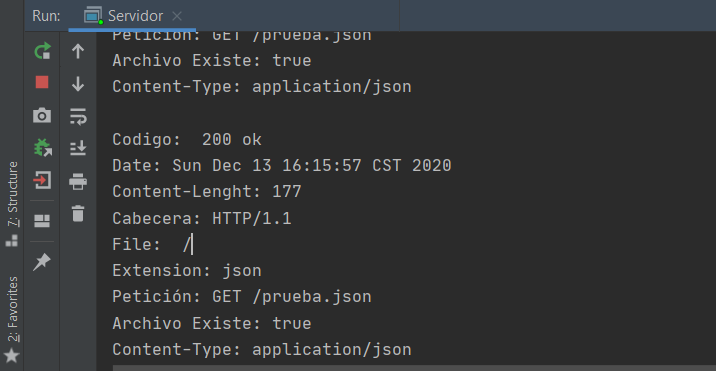 Run: Servidor
Petición: GET /prueba.json
Archivo Existe: true
Content-Type: application/json
Codigo:  200 ok
Date: Sun Dec 13 16:15:57 CST 2020
Content-Lenght: 177
Cabecera: HTTP/1.1
File:  /
Extension: json
Petición: GET /prueba.json
Archivo Existe: true
Content-Type: application/json
7: Structure
2: Favorites